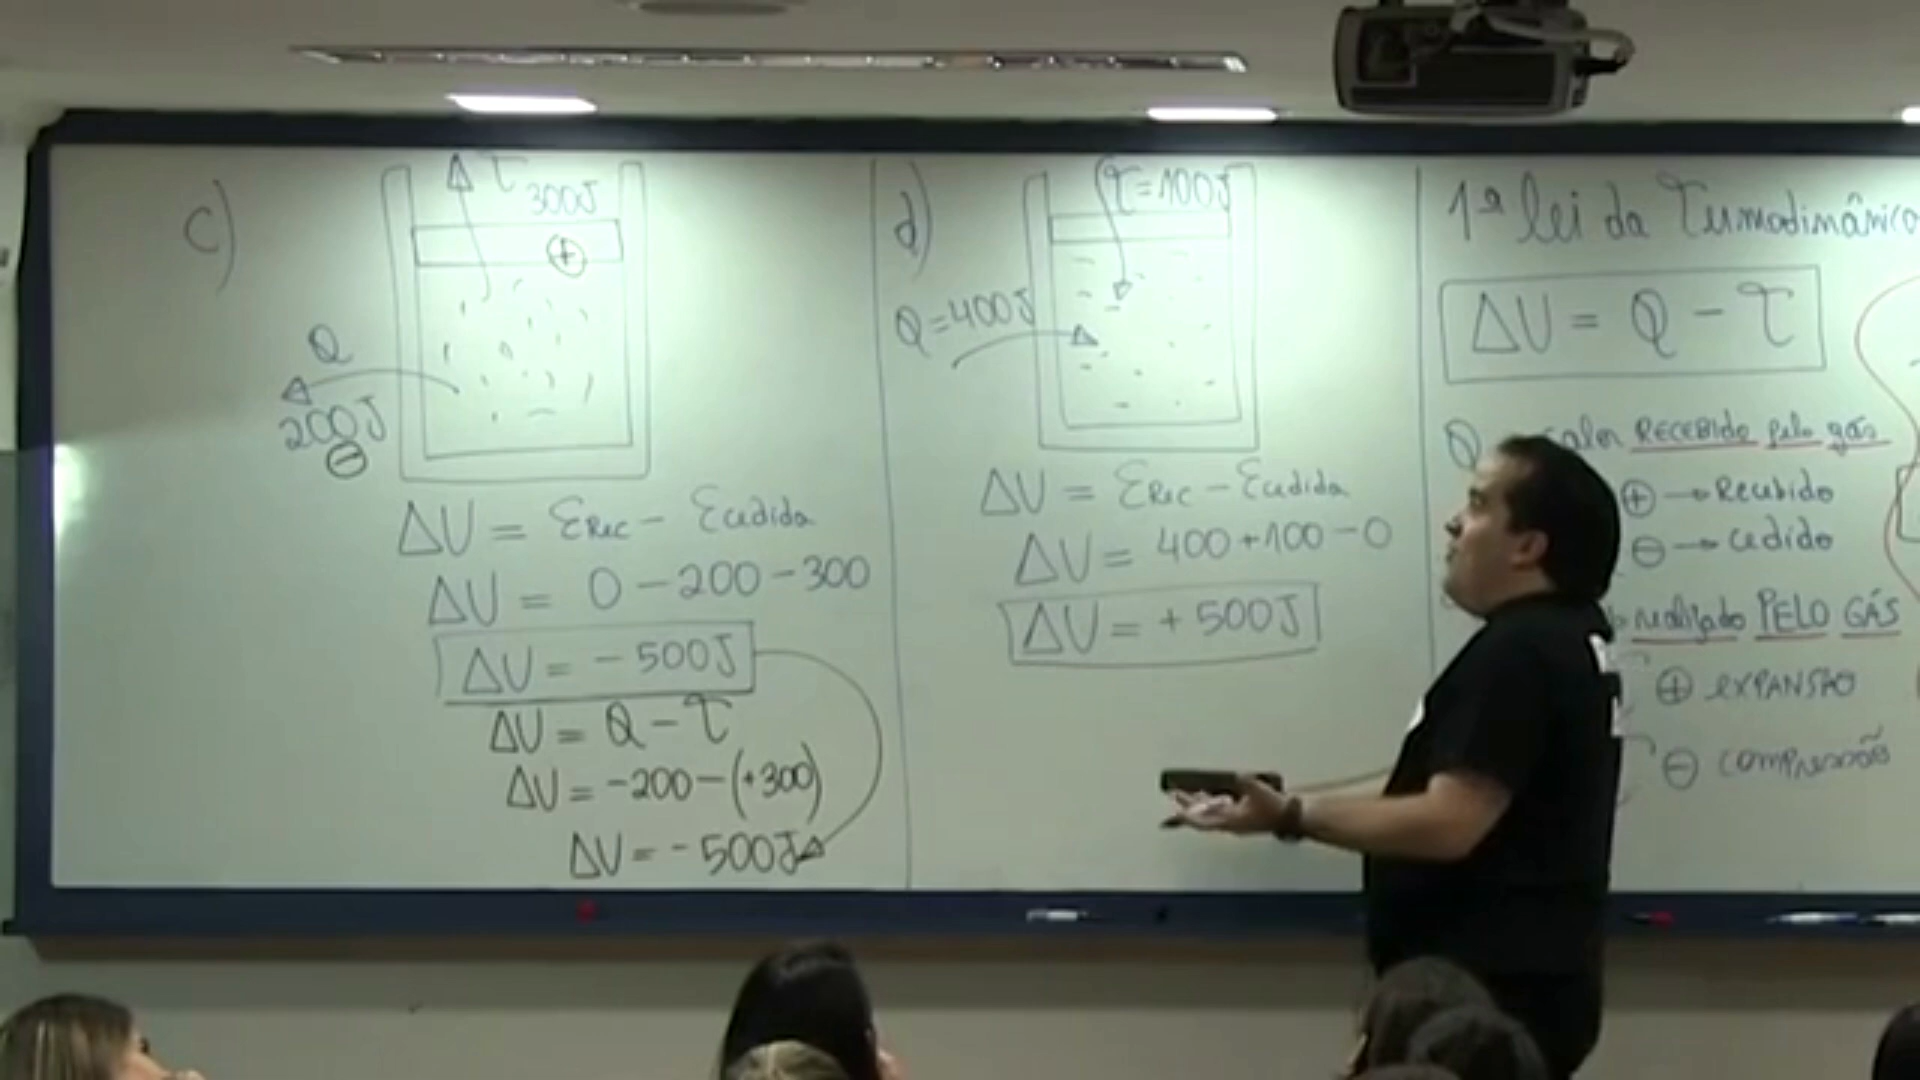 c)
τ 300J
⊕
Q
200J
⊖
ΔU = Erec - Ecedida
ΔU = 0 - 200 - 300
ΔU = - 500J
ΔU = Q - τ
ΔU = -200 - (+300)
ΔU = - 500J
d)
τ = 100J
Q = 400J
ΔU = Erec - Ecedida
ΔU = 400 + 100 - 0
ΔU = + 500J
1ª lei da Termodinâmica
ΔU = Q - τ
Q calor RECEBIDO pelo gás
⊕ → Recebido
⊖ → cedido
realizado PELO GÁS
⊕ EXPANSÃO
⊖ compressão